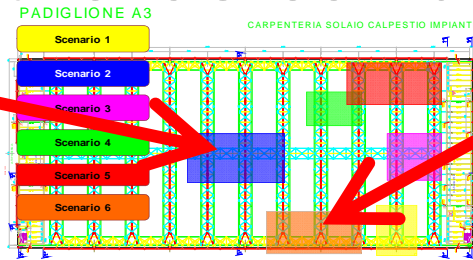 PADIGLIONE A3
CARPENTERIA SOLAIO CALPESTIO IMPIANT
Scenario 1
Scenario 2
Scenario 3
Scenario 4
Scenario 5
Scenario 6